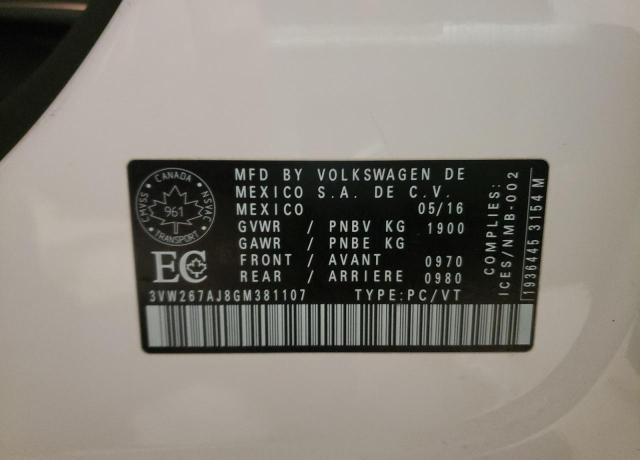 CANADA
CMVSS
NSVAC
961
TRANSPORT
EC
MFD BY VOLKSWAGEN DE
MEXICO S.A. DE C.V.
MEXICO 05/16
GVWR / PNBV KG 1900
GAWR / PNBE KG
FRONT / AVANT 0970
REAR / ARRIERE 0980
3VW267AJ8GM381107 TYPE:PC/VT
COMPLIES:
ICES/NMB-002
1936445 3154 M